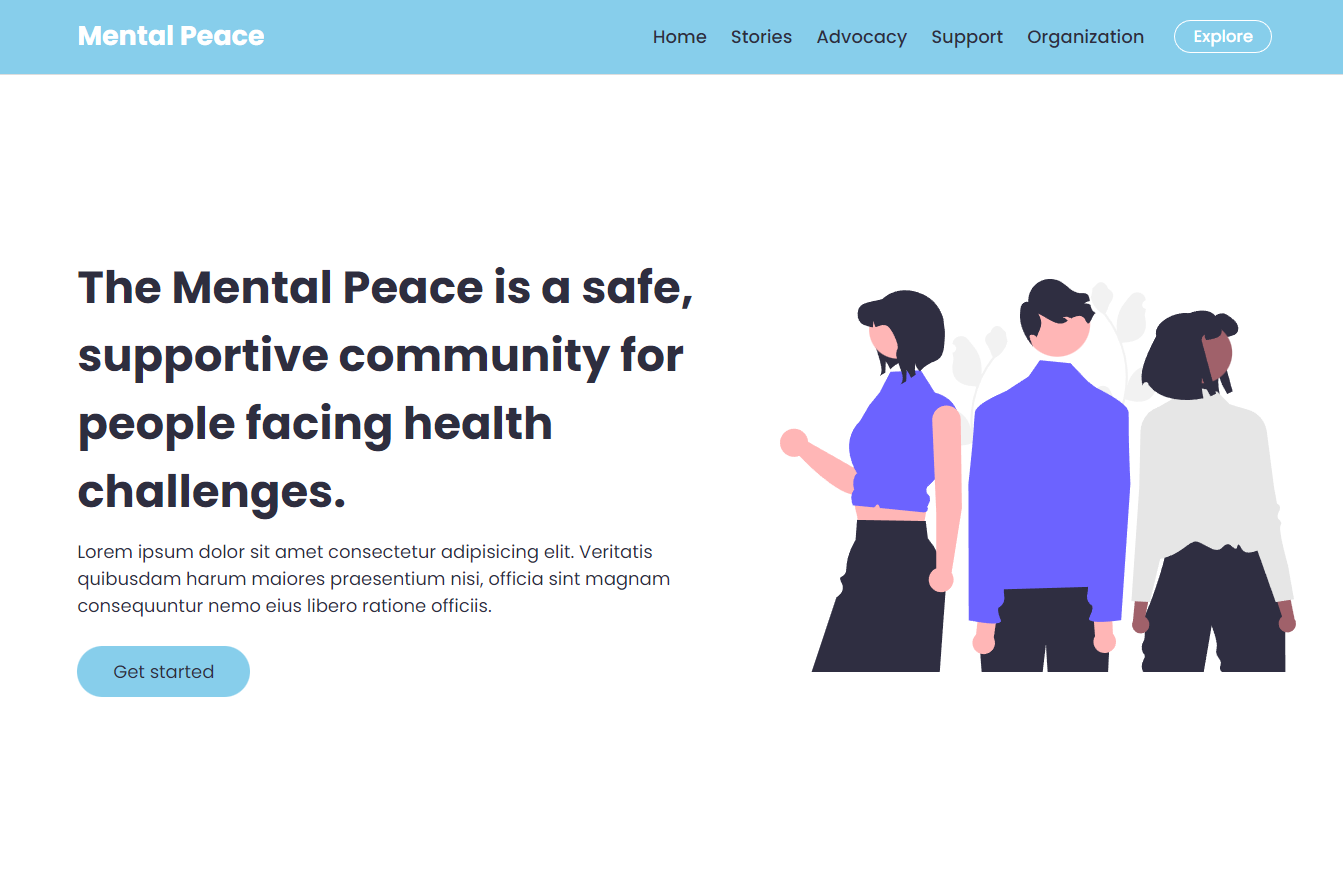 Mental Peace
Home Stories Advocacy Support Organization Explore
The Mental Peace is a safe,
supportive community for
people facing health
challenges.
Lorem ipsum dolor sit amet consectetur adipisicing elit. Veritatis
quibusdam harum maiores praesentium nisi, officia sint magnam
consequuntur nemo eius libero ratione officiis.
Get started